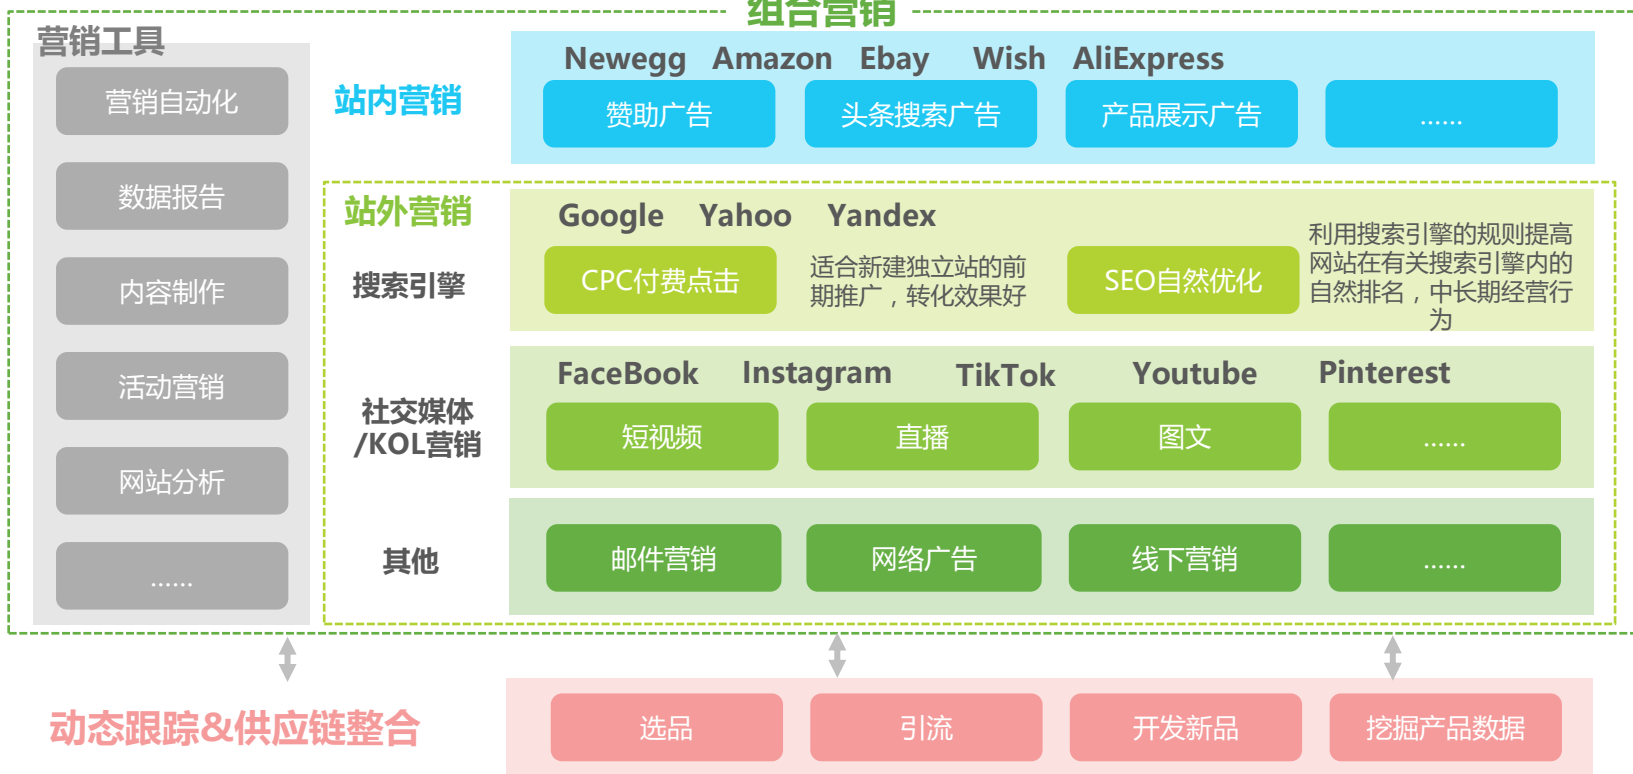 组合营销
营销工具
营销自动化
数据报告
内容制作
活动营销
网站分析
......
站内营销
Newegg Amazon Ebay Wish AliExpress
赞助广告
头条搜索广告
产品展示广告
......
站外营销
搜索引擎
Google Yahoo Yandex
CPC付费点击
适合新建独立站的前
期推广，转化效果好
SEO自然优化
利用搜索引擎的规则提高
网站在有关搜索引擎内的
自然排名，中长期经营行
为
社交媒体
/KOL营销
FaceBook Instagram TikTok Youtube Pinterest
短视频
直播
图文
......
其他
邮件营销
网络广告
线下营销
......
动态跟踪&供应链整合
选品
引流
开发新品
挖掘产品数据